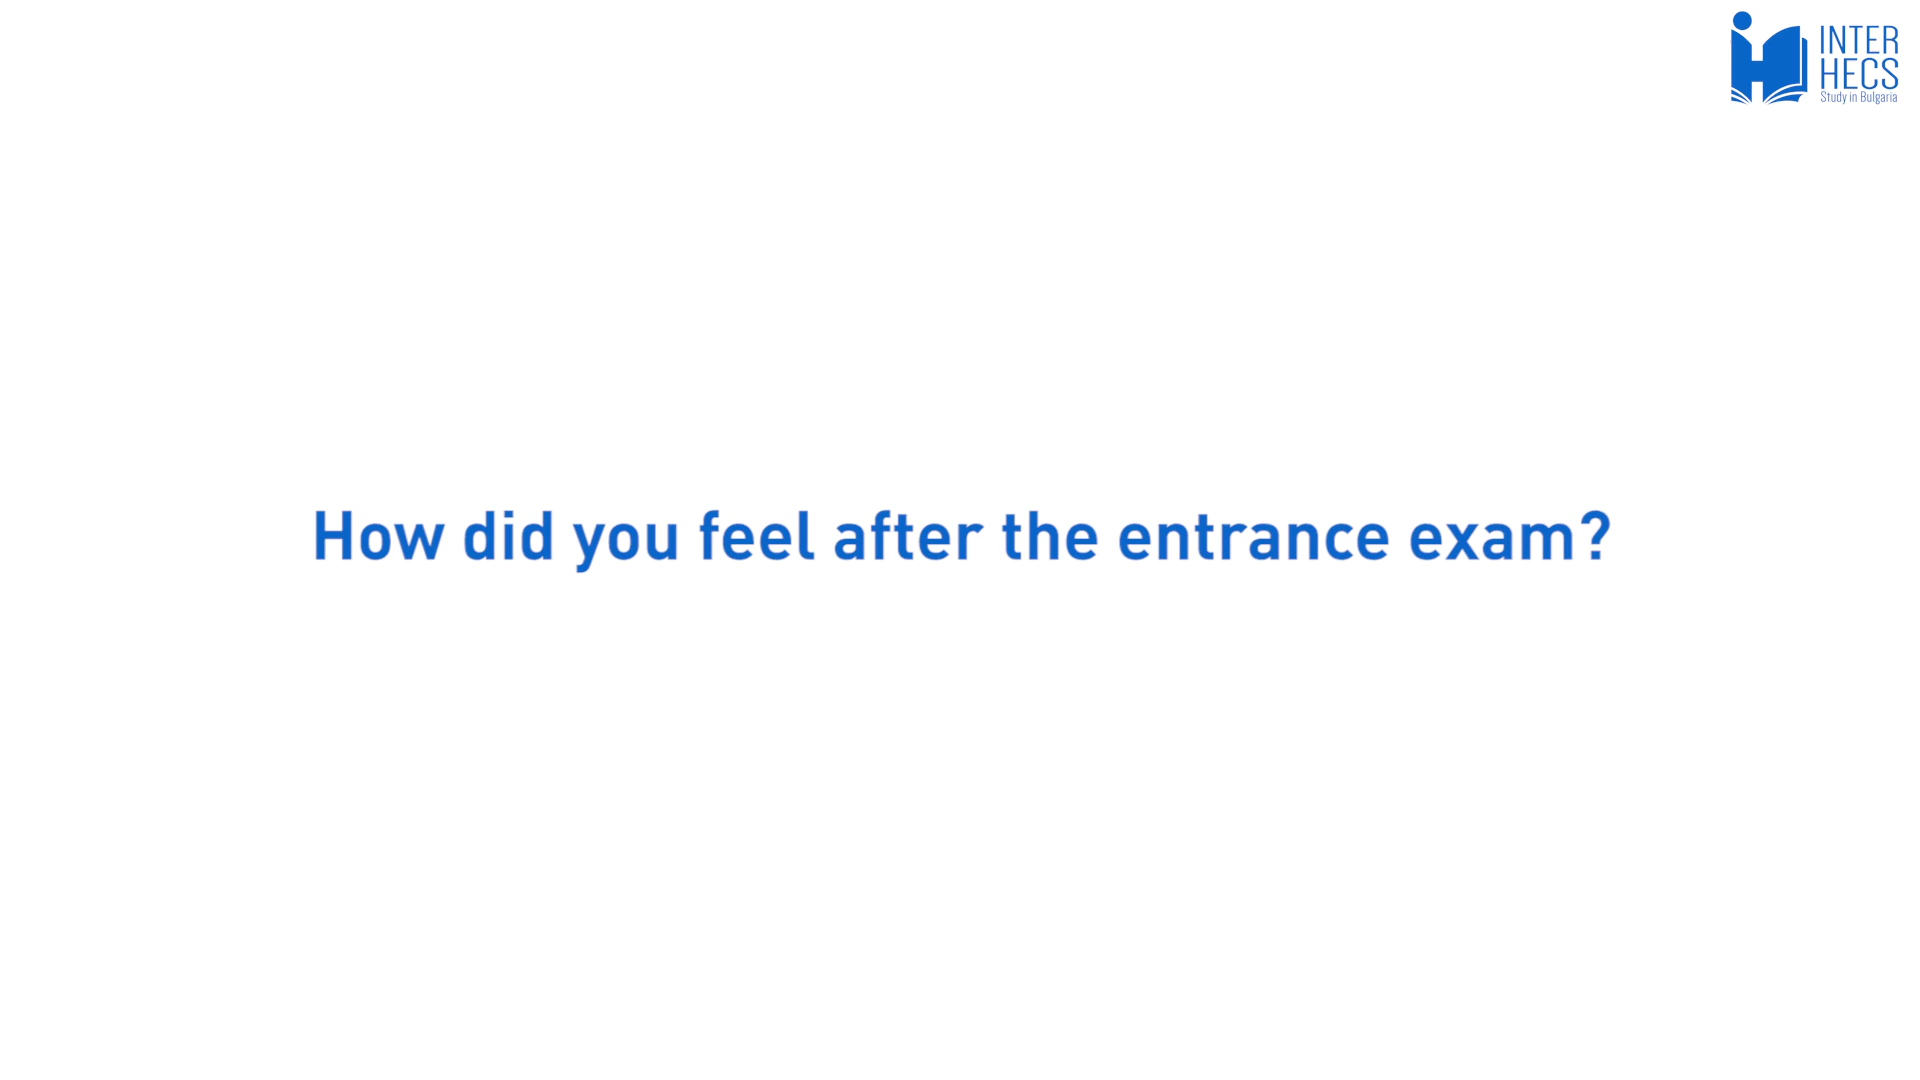 INTER
HECS
Study in Bulgaria
How did you feel after the entrance exam?